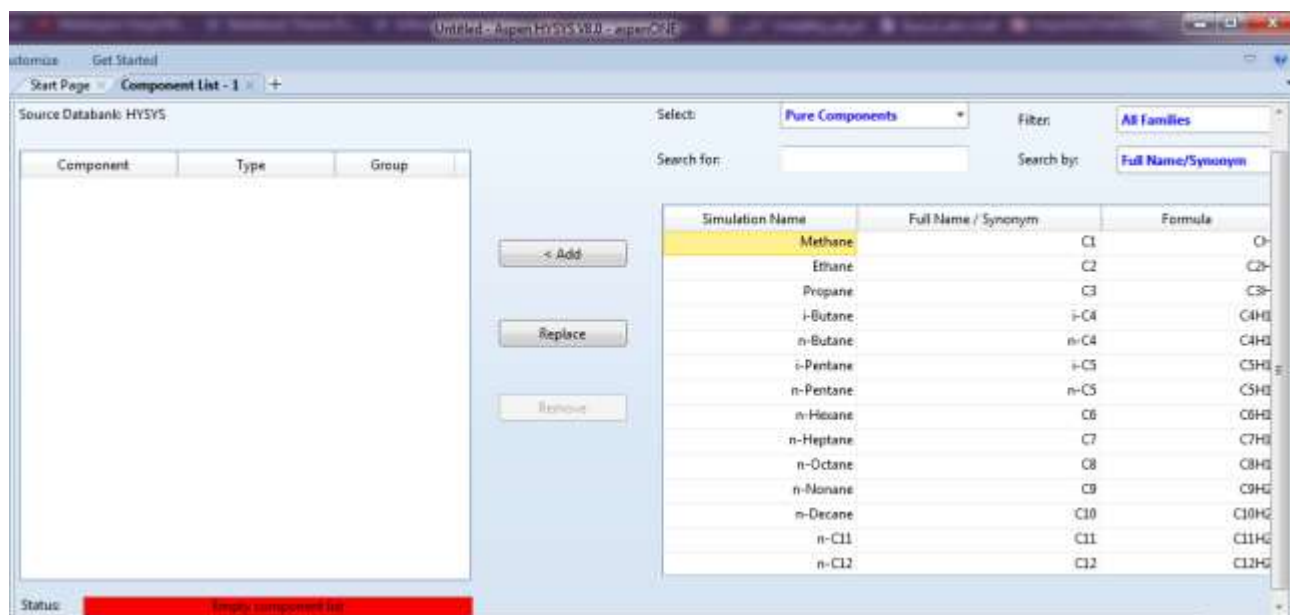 Untitled - Aspen HYSYS V8.0 - aspenONE
Get Started
Start Page Component List - 1 +
Source Databank: HYSYS
Select: Pure Components Filter: All Families
Search for: Search by: Full Name/Synonym
Component Type Group
Simulation Name Full Name / Synonym Formula
Methane C1
< Add
Ethane C2 C2H
Propane C3 C3H
i-Butane i-C4 C4H1
Replace
n-Butane n-C4 C4H1
i-Pentane i-C5 C5H1
n-Pentane n-C5 C5H1
Remove
n-Hexane C6 C6H1
n-Heptane C7 C7H1
n-Octane C8 C8H1
n-Nonane C9 C9H2
n-Decane C10 C10H2
n-C11 C11 C11H2
n-C12 C12 C12H2
Status: Empty component list